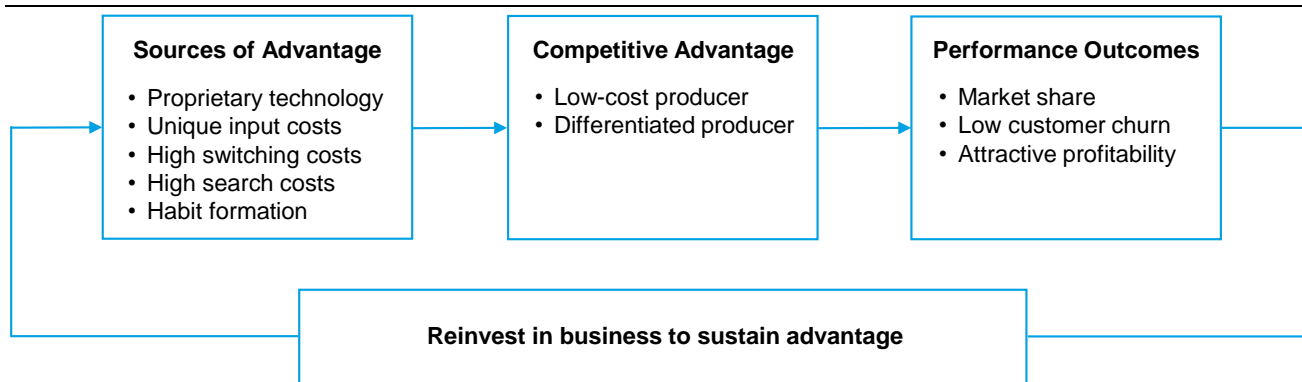 Sources of Advantage
• Proprietary technology
• Unique input costs
• High switching costs
• High search costs
• Habit formation
Competitive Advantage
• Low-cost producer
• Differentiated producer
Performance Outcomes
• Market share
• Low customer churn
• Attractive profitability
Reinvest in business to sustain advantage